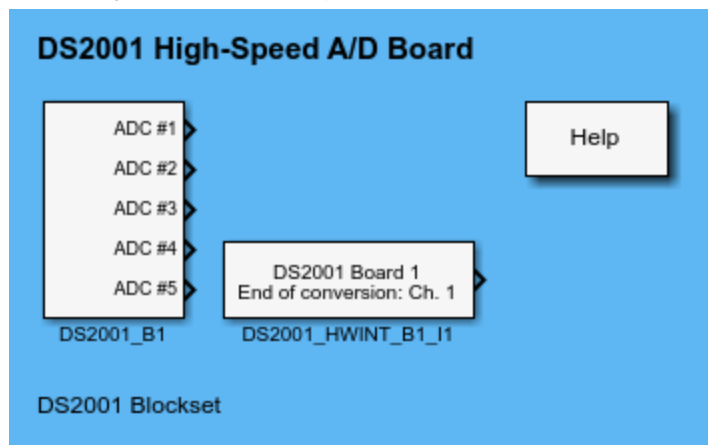 DS2001 High-Speed A/D Board
ADC #1
ADC #2
ADC #3
ADC #4
ADC #5
DS2001_B1
DS2001 Board 1
End of conversion: Ch. 1
DS2001_HWINT_B1_I1
Help
DS2001 Blockset